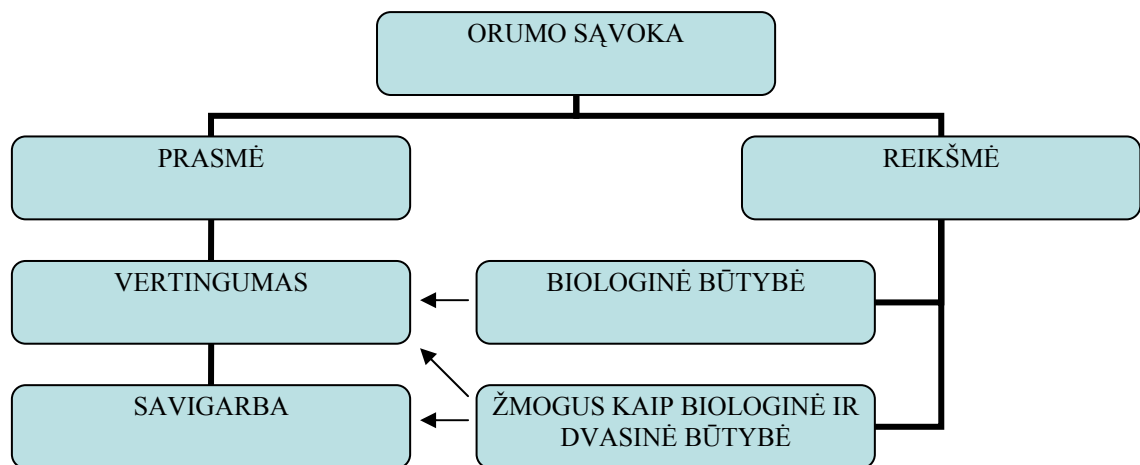 ORUMO SĄVOKA
PRASMĖ
REIKŠMĖ
VERTINGUMAS
BIOLOGINĖ BŪTYBĖ
SAVIGARBA
ŽMOGUS KAIP BIOLOGINĖ IR
DVASINĖ BŪTYBĖ